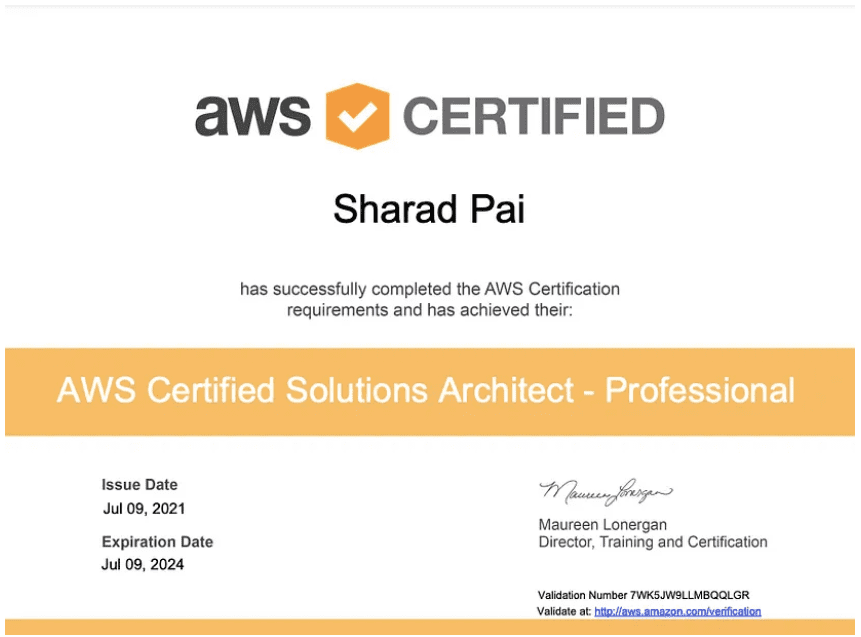 aws CERTIFIED
Sharad Pai
has successfully completed the AWS Certification
requirements and has achieved their:
AWS Certified Solutions Architect - Professional
Issue Date
Jul 09, 2021
Expiration Date
Jul 09, 2024
Maureen Lonergan
Maureen Lonergan
Director, Training and Certification
Validation Number 7WK5JW9LLMBQQLGR
Validate at: http://aws.amazon.com/verification